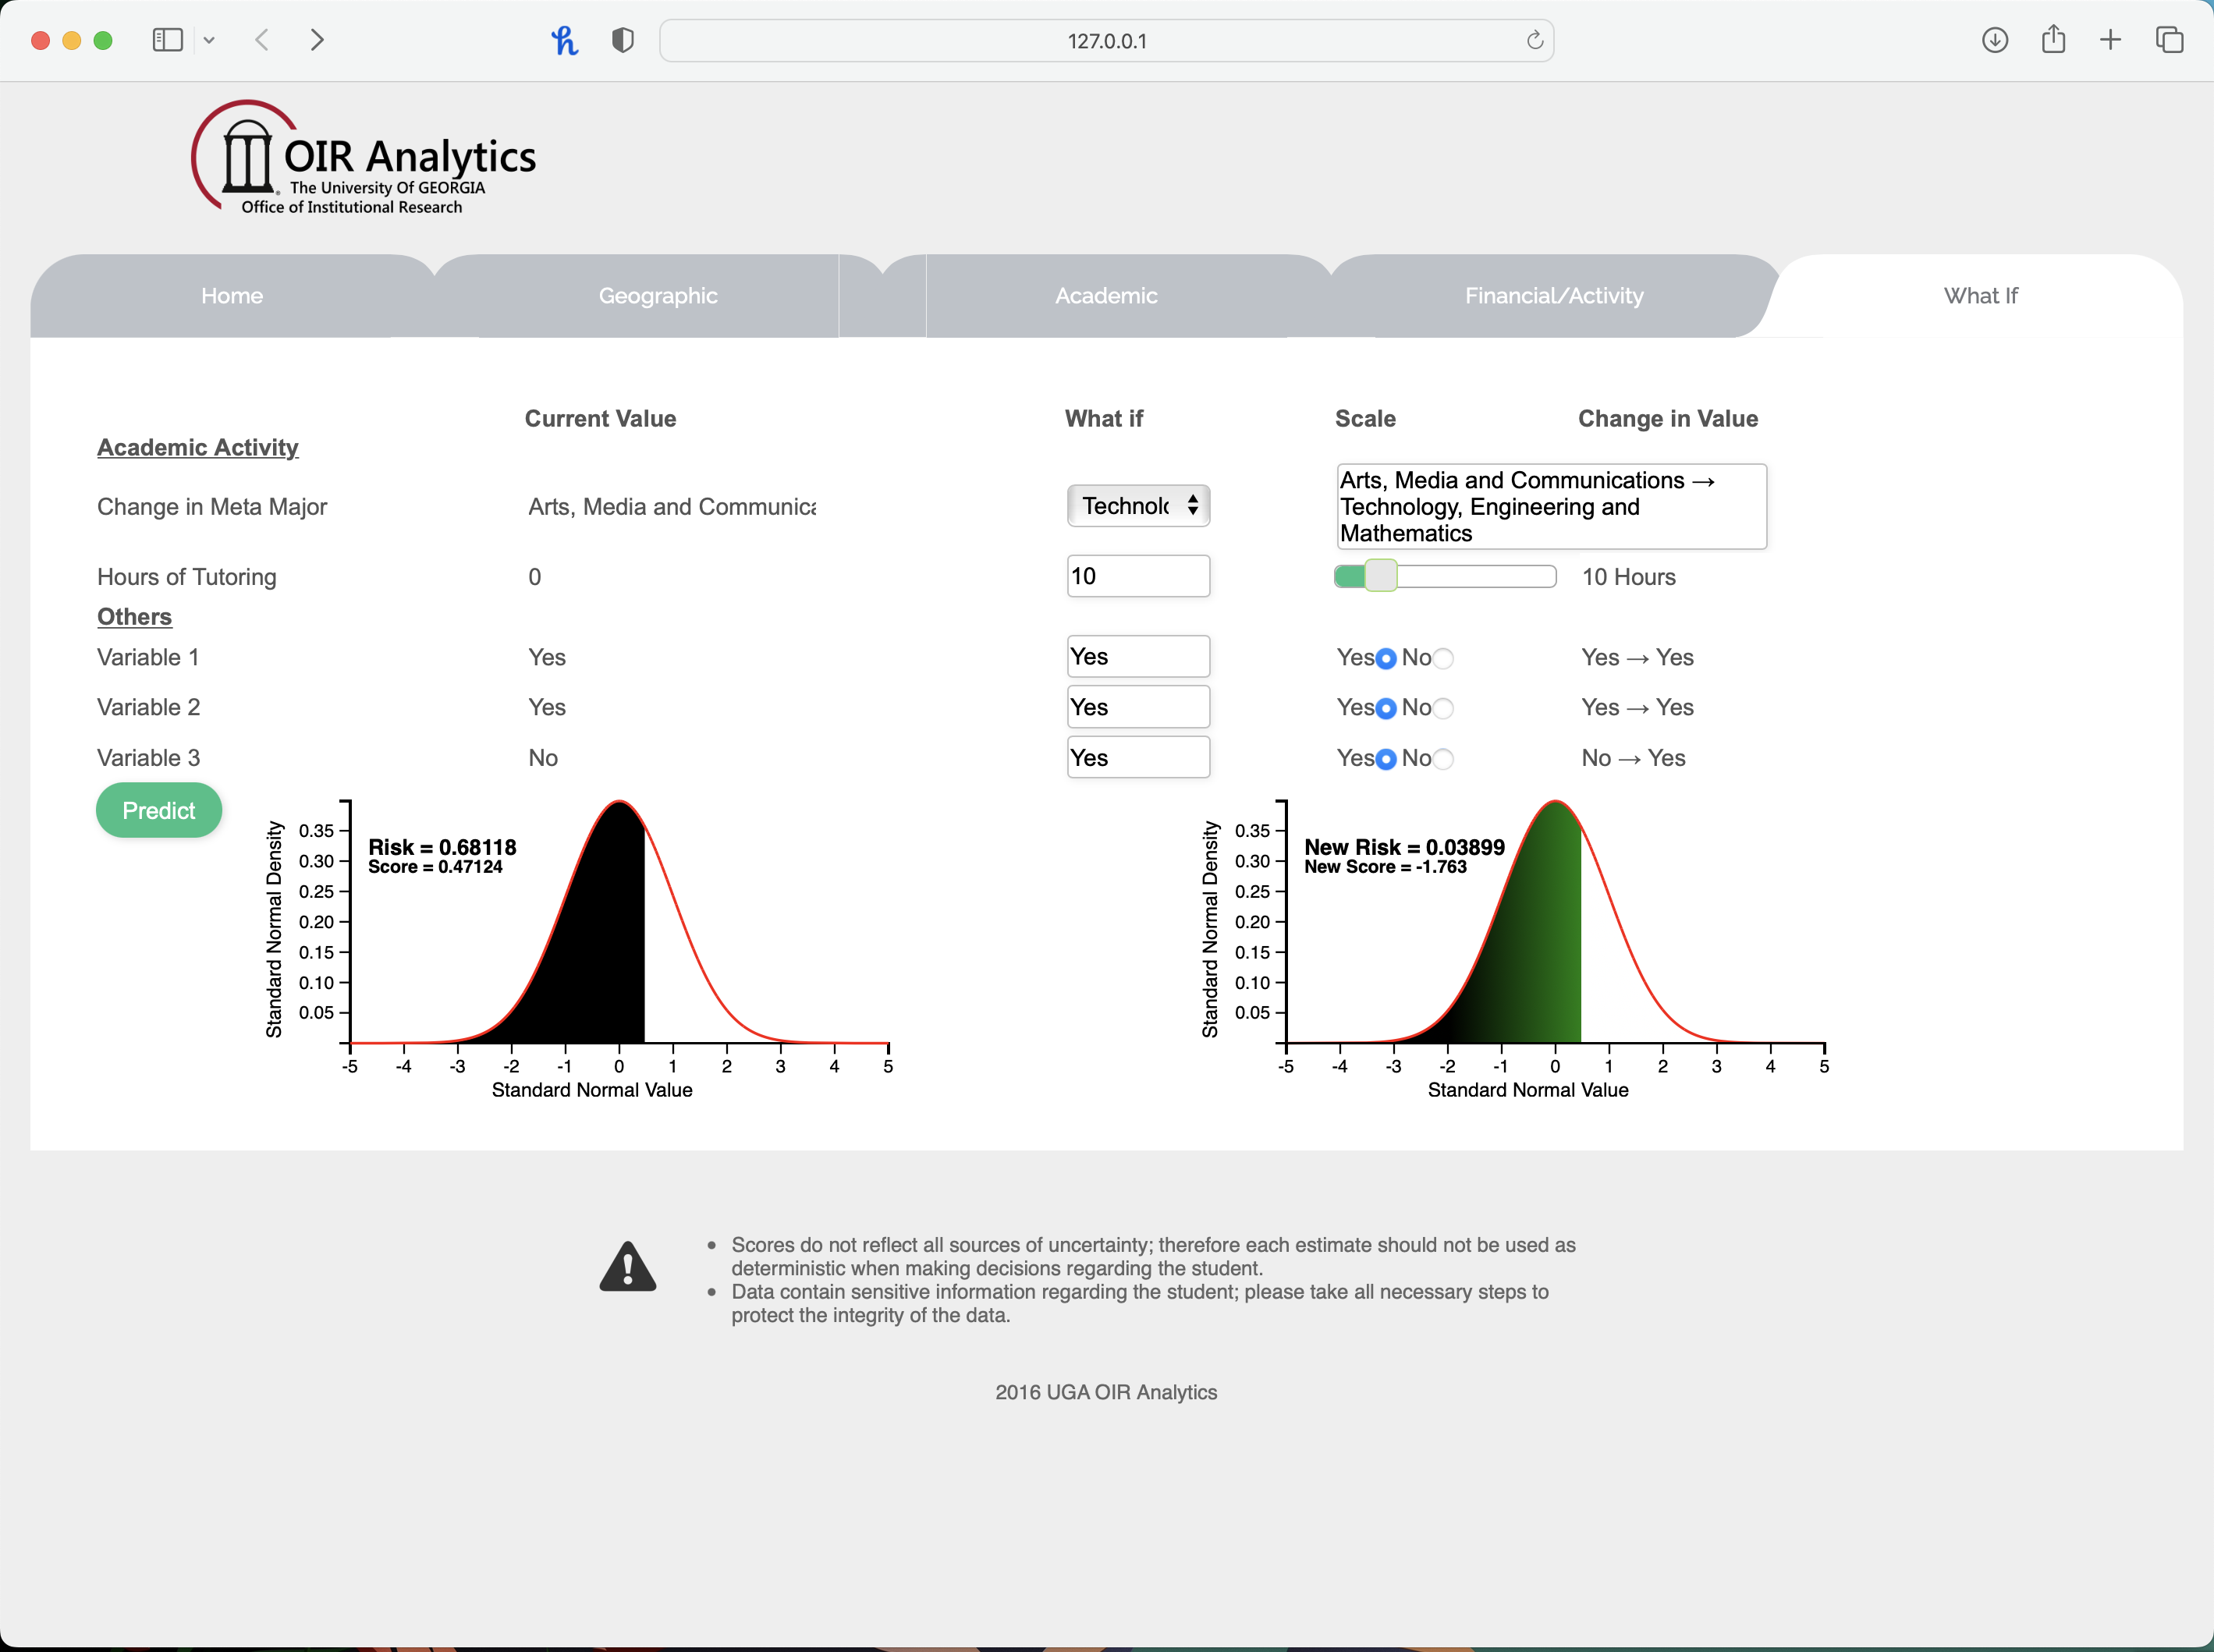 127.0.0.1
OIR Analytics
The University Of GEORGIA
Office of Institutional Research
Home Geographic Academic Financial/Activity What If
Current Value What if Scale Change in Value
Academic Activity
Change in Meta Major Arts, Media and Communica Technolo Arts, Media and Communications →
Technology, Engineering and
Mathematics
Hours of Tutoring 0 10 10 Hours
Others
Variable 1 Yes Yes Yes No Yes → Yes
Variable 2 Yes Yes Yes No Yes → Yes
Variable 3 No Yes Yes No No → Yes
Predict
Standard Normal Density
0.35
0.30
0.25
0.20
0.15
0.10
0.05
Risk = 0.68118
Score = 0.47124
-5 -4 -3 -2 -1 0 1 2 3 4 5
Standard Normal Value
Standard Normal Density
0.35
0.30
0.25
0.20
0.15
0.10
0.05
New Risk = 0.03899
New Score = -1.763
-5 -4 -3 -2 -1 0 1 2 3 4 5
Standard Normal Value
• Scores do not reflect all sources of uncertainty; therefore each estimate should not be used as
deterministic when making decisions regarding the student.
• Data contain sensitive information regarding the student; please take all necessary steps to
protect the integrity of the data.
2016 UGA OIR Analytics